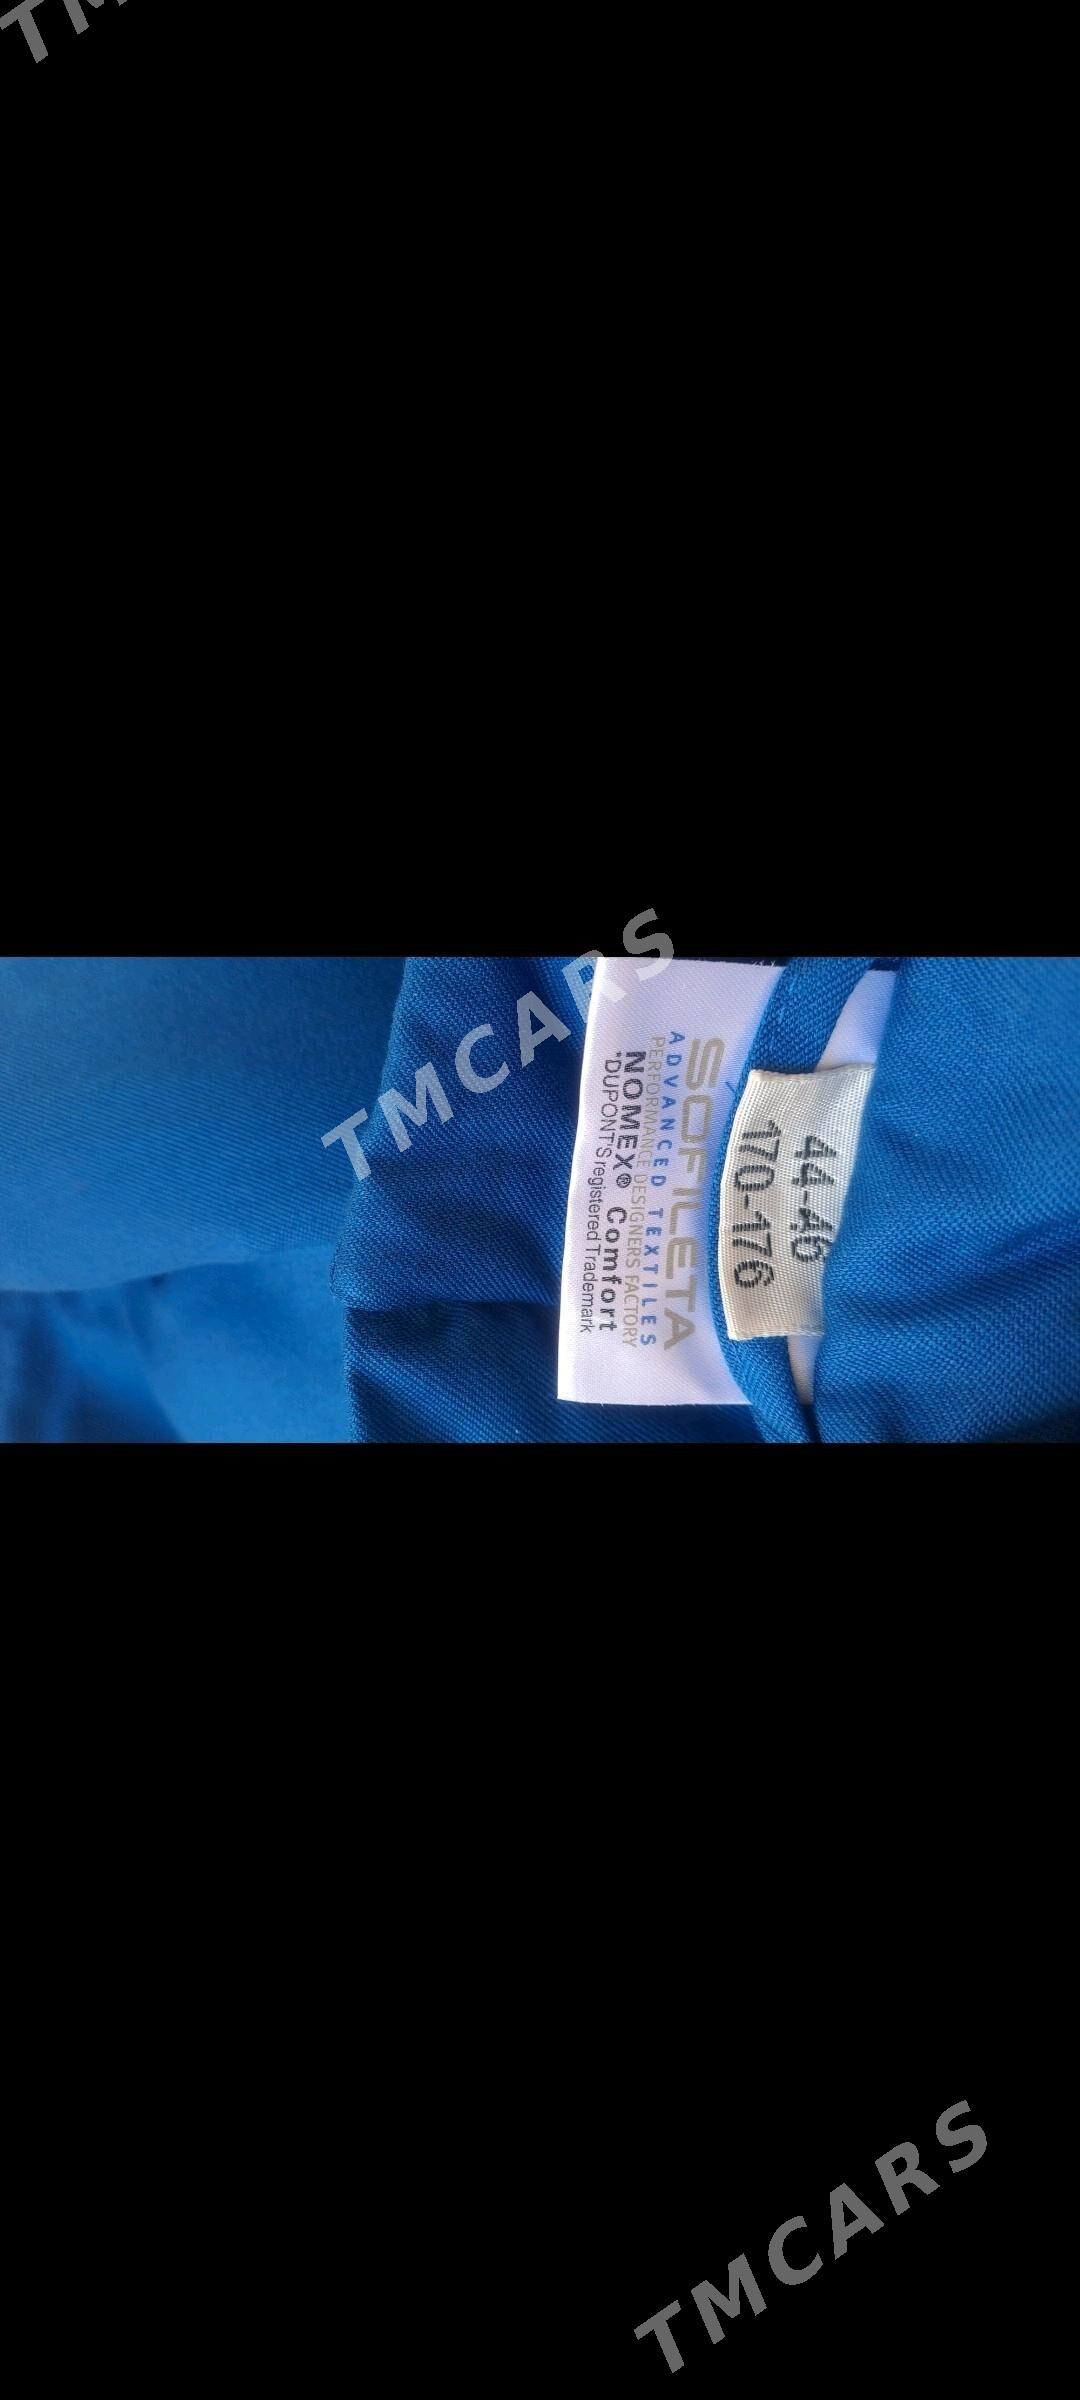 44-46
170-176
SOFILETA
ADVANCED TEXTILES
PERFORMANCE DESIGNERS FACTORY
NOMEX® Comfort
*DUPONT'S registered Trademark
TMCARS
TMCARS